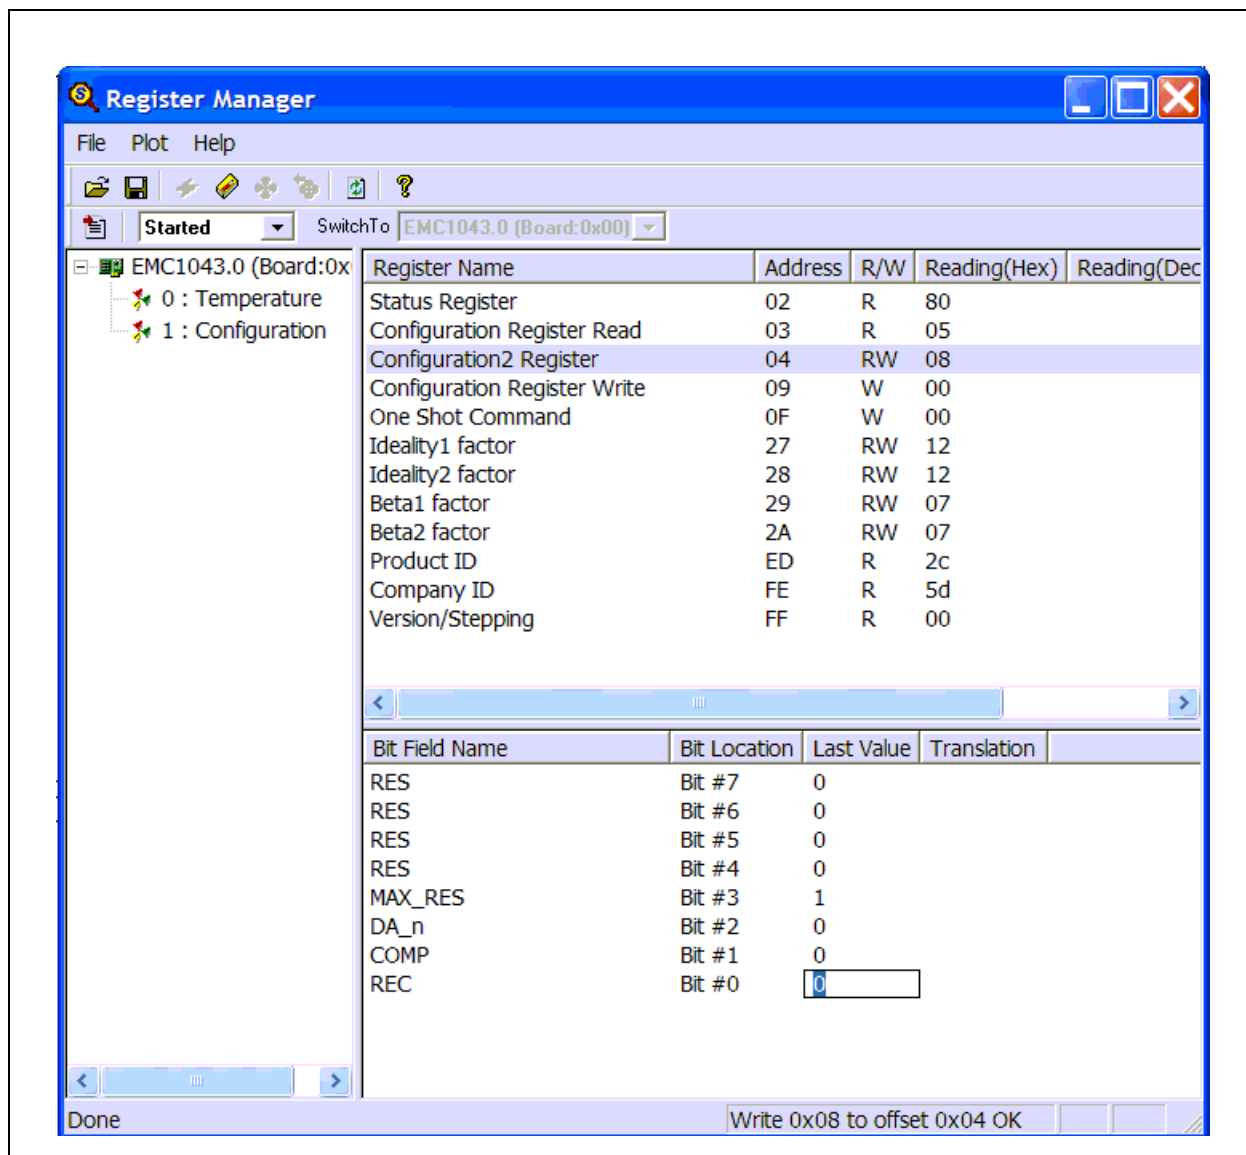 Register Manager
File Plot Help
Started SwitchTo EMC1043.0 (Board:0x00)
EMC1043.0 (Board:0x
0 : Temperature
1 : Configuration
Register Name Address R/W Reading(Hex) Reading(Dec
Status Register 02 R 80
Configuration Register Read 03 R 05
Configuration2 Register 04 RW 08
Configuration Register Write 09 W 00
One Shot Command 0F W 00
Ideality1 factor 27 RW 12
Ideality2 factor 28 RW 12
Beta1 factor 29 RW 07
Beta2 factor 2A RW 07
Product ID ED R 2c
Company ID FE R 5d
Version/Stepping FF R 00
Bit Field Name Bit Location Last Value Translation
RES Bit #7 0
RES Bit #6 0
RES Bit #5 0
RES Bit #4 0
MAX_RES Bit #3 1
DA_n Bit #2 0
COMP Bit #1 0
REC Bit #0 0
Done Write 0x08 to offset 0x04 OK